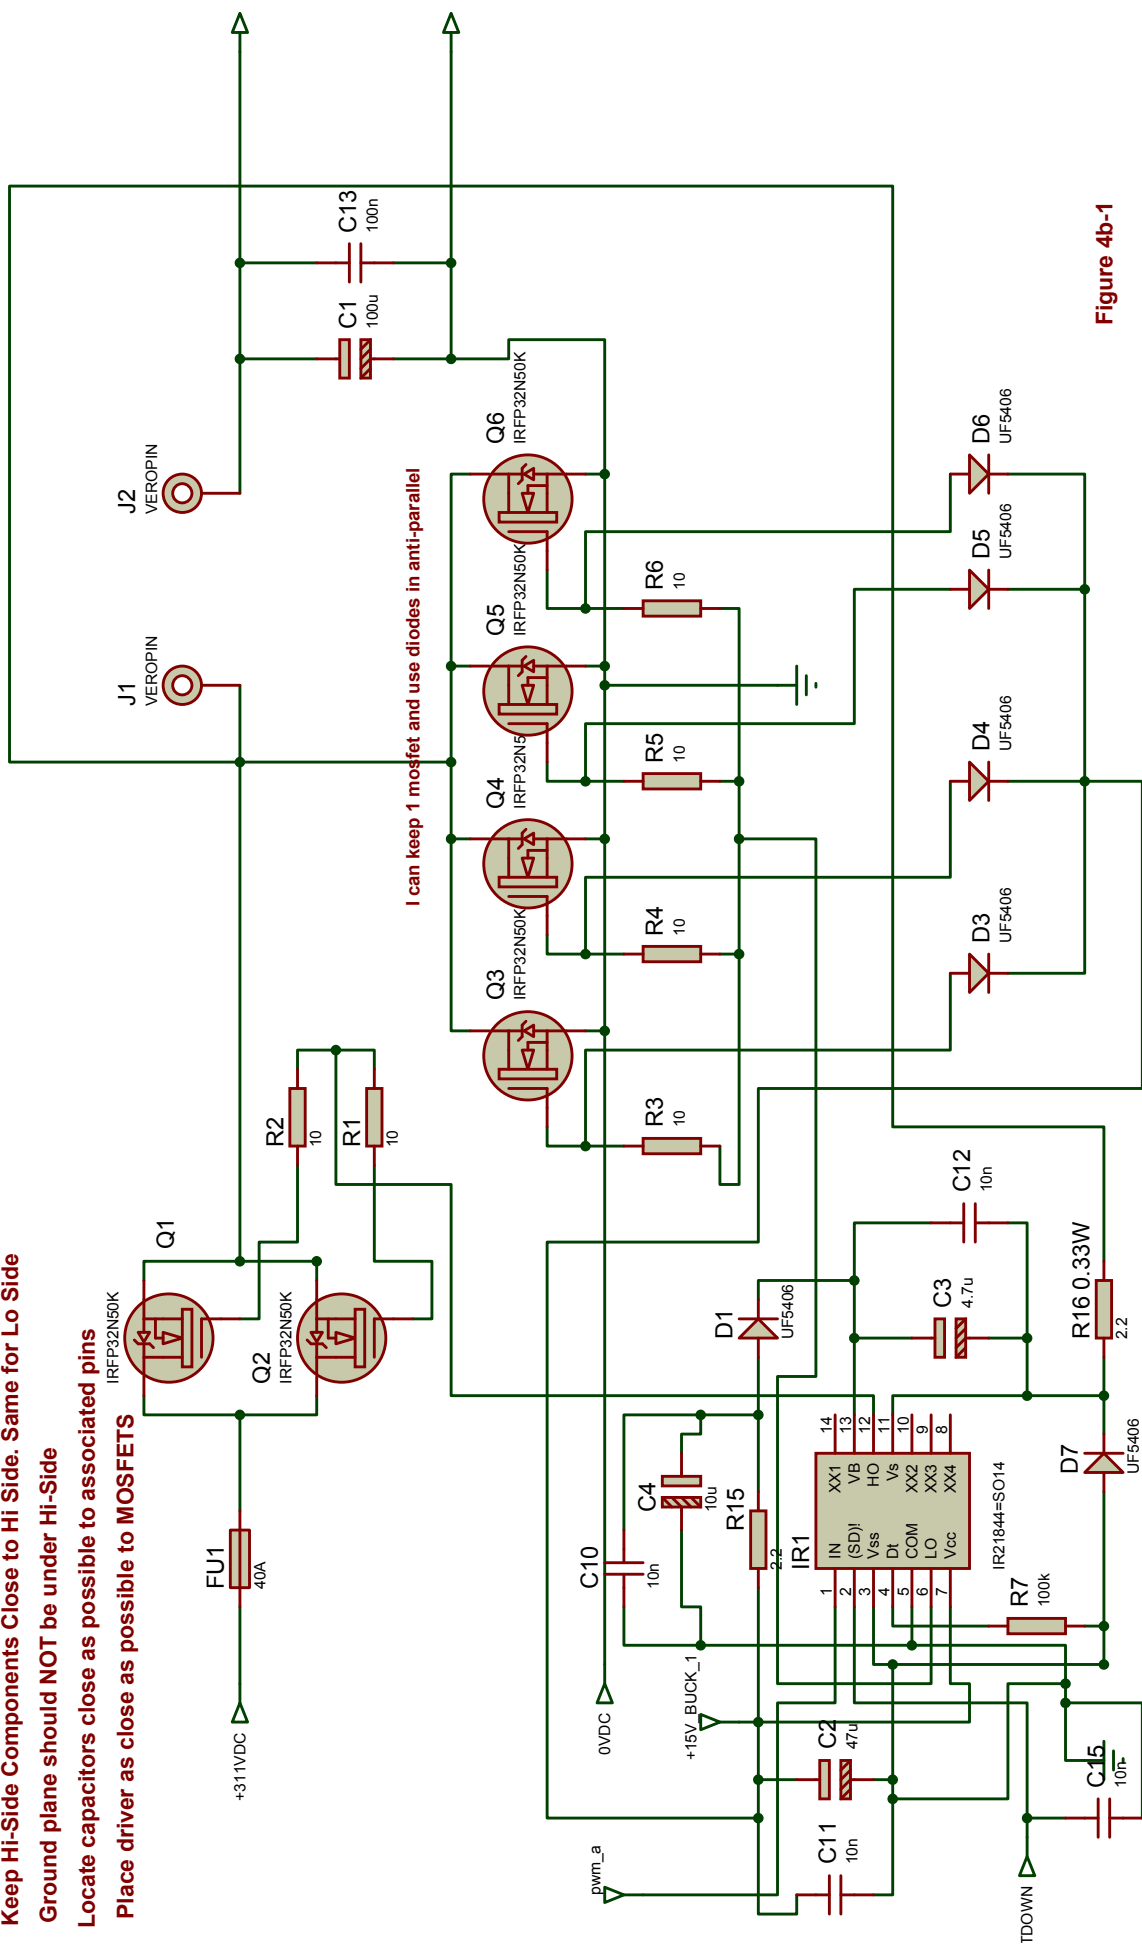 Keep Hi-Side Components Close to Hi Side. Same for Lo Side
Ground plane should NOT be under Hi-Side
Locate capacitors close as possible to associated pins
Place driver as close as possible to MOSFETS
Q1
IRFP32N50K
Q2
IRFP32N50K
FU1
40A
+311VDC
R2
10
R1
10
J1
VEROPIN
J2
VEROPIN
C1
100u
C13
100n
I can keep 1 mosfet and use diodes in anti-parallel
Q3
IRFP32N50K
Q4
IRFP32N5
Q5
IRFP32N50K
Q6
IRFP32N50K
R3
10
R4
10
R5
10
R6
10
D3
UF5406
D4
UF5406
D5
UF5406
D6
UF5406
0VDC
C10
10n
C4
10u
R15
2.2
D1
UF5406
+15V_BUCK_1
pwm_a
C2
47u
C11
10n
IR1
IR21844=SO14
1
IN
2
(SD)!
3
Vss
4
Dt
5
COM
6
LO
7
Vcc
14
XX1
13
VB
12
HO
11
Vs
10
XX2
9
XX3
8
XX4
C3
4.7u
C12
10n
R16 0.33W
2.2
D7
UF5406
R7
100k
C15
10n
TDOWN
Figure 4b-1